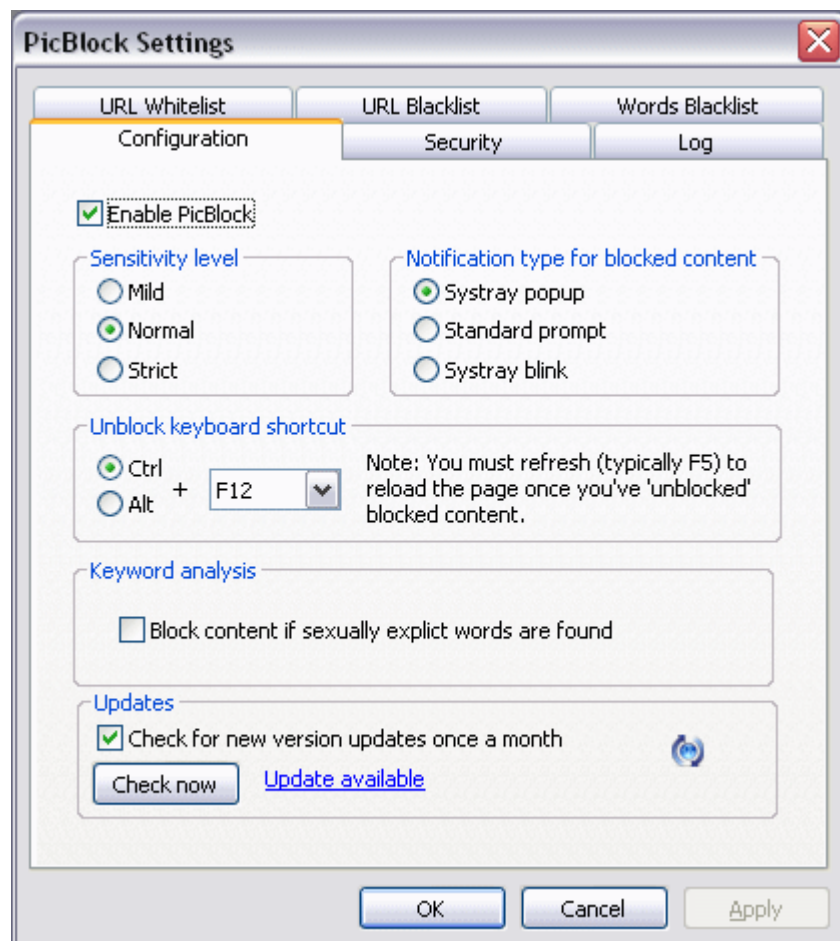 PicBlock Settings
URL Whitelist
URL Blacklist
Words Blacklist
Configuration
Security
Log
Enable PicBlock
Sensitivity level
Mild
Normal
Strict
Notification type for blocked content
Systray popup
Standard prompt
Systray blink
Unblock keyboard shortcut
Ctrl
Alt
+
F12
Note: You must refresh (typically F5) to
reload the page once you've 'unblocked'
blocked content.
Keyword analysis
Block content if sexually explict words are found
Updates
Check for new version updates once a month
Check now
Update available
OK
Cancel
Apply